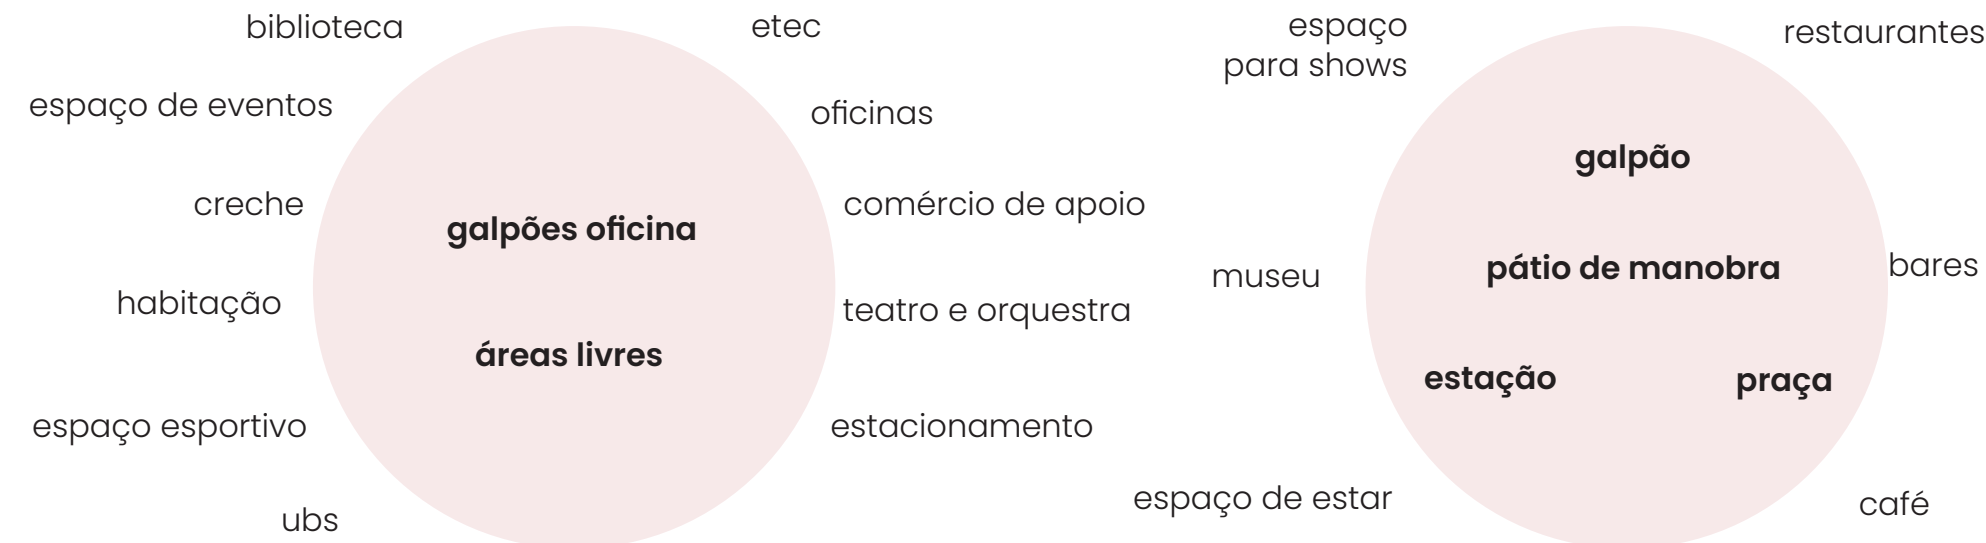 biblioteca
etec
espaço de eventos
oficinas
creche
galpões oficina
comércio de apoio
habitação
áreas livres
teatro e orquestra
espaço esportivo
estacionamento
ubs
espaço
para shows
restaurantes
galpão
museu
pátio de manobra
bares
estação
praça
espaço de estar
café